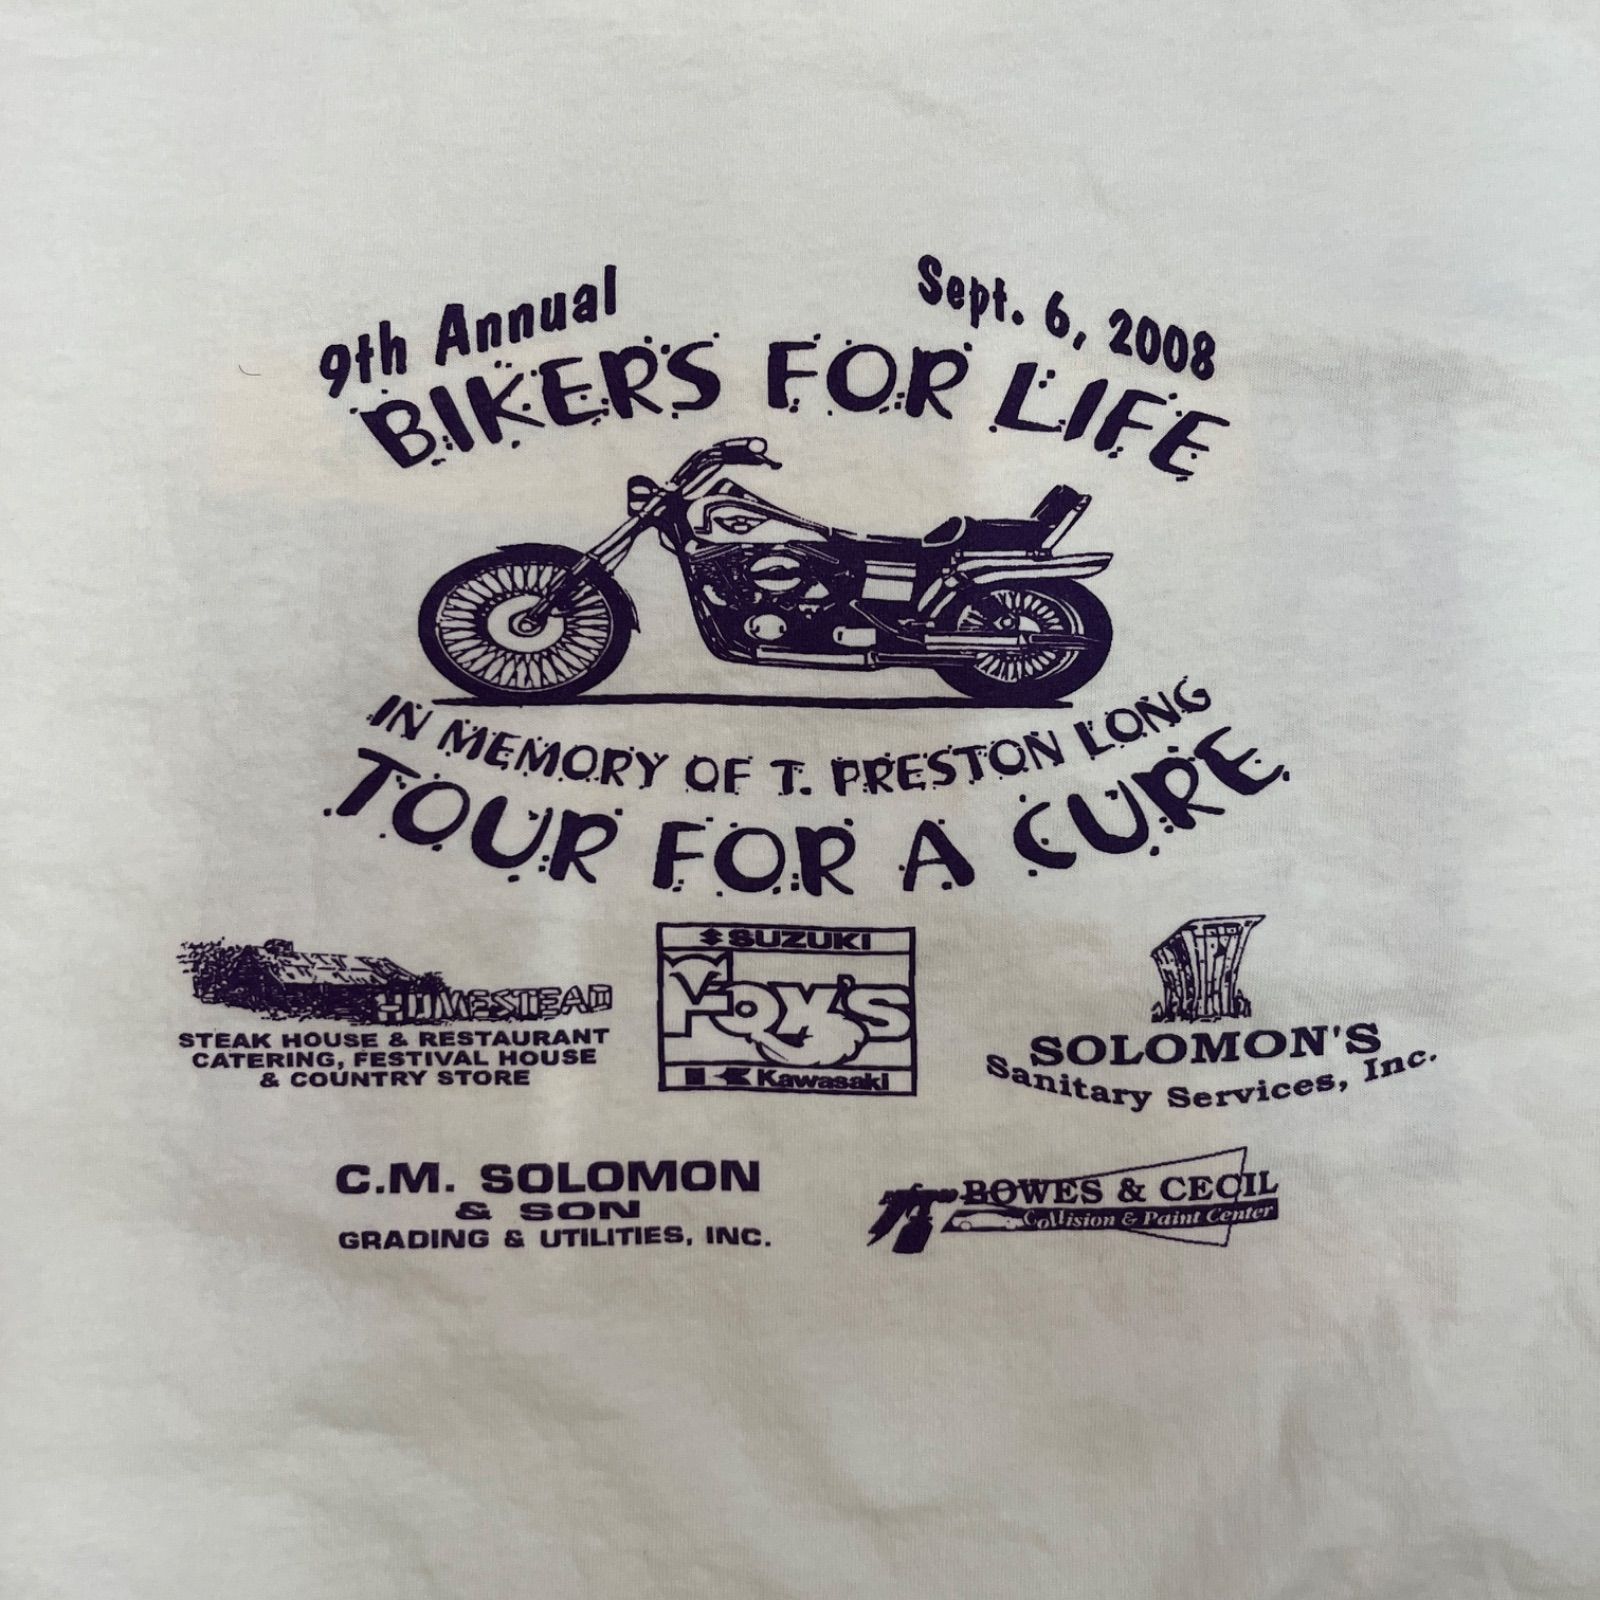 9th Annual
Sept. 6, 2008
BIKERS FOR LIFE
IN MEMORY OF T. PRESTON LONG
TOUR FOR A CURE
HOMESTEAD
STEAK HOUSE & RESTAURANT
CATERING, FESTIVAL HOUSE
& COUNTRY STORE
SUZUKI
FOX'S
Kawasaki
SOLOMON'S
Sanitary Services, Inc.
C.M. SOLOMON
& SON
GRADING & UTILITIES, INC.
BOWES & CECIL
Collision & Paint Center